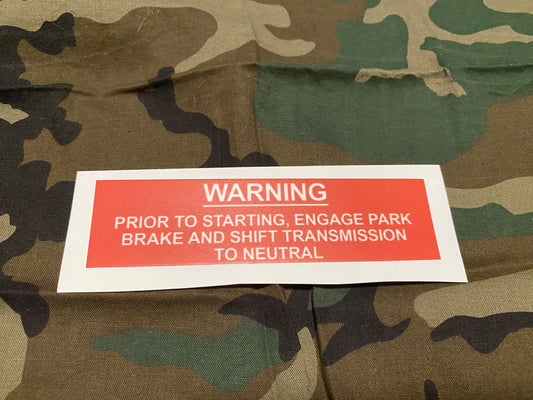 WARNING
PRIOR TO STARTING, ENGAGE PARK
BRAKE AND SHIFT TRANSMISSION
TO NEUTRAL